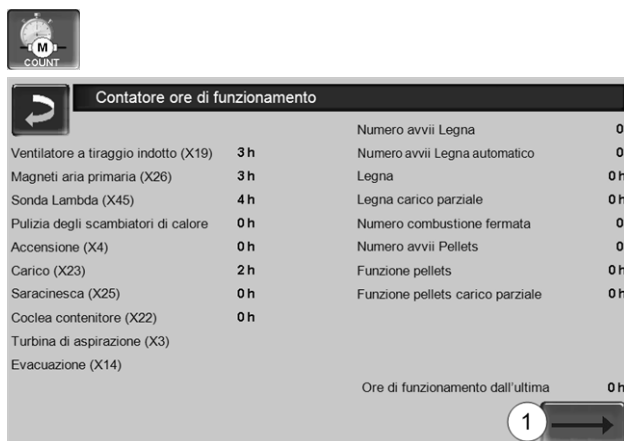 M
COUNT
Contatore ore di funzionamento
Ventilatore a tiraggio indotto (X19) 3 h
Magneti aria primaria (X26) 3 h
Sonda Lambda (X45) 4 h
Pulizia degli scambiatori di calore 0 h
Accensione (X4) 0 h
Carico (X23) 2 h
Saracinesca (X25) 0 h
Coclea contenitore (X22) 0 h
Turbina di aspirazione (X3)
Evacuazione (X14)
Numero avvii Legna 0
Numero avvii Legna automatico 0
Legna 0 h
Legna carico parziale 0 h
Numero combustione fermata 0
Numero avvii Pellets 0
Funzione pellets 0 h
Funzione pellets carico parziale 0 h
Ore di funzionamento dall'ultima 0 h
1